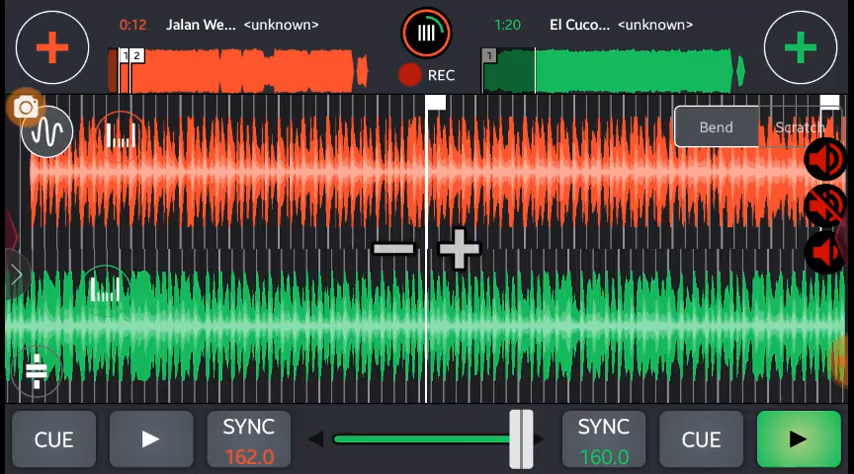 0:12 Jalan We... <unknown>
1:20 El Cuco... <unknown>
1 2
1
REC
Bend Scratch
CUE
SYNC
162.0
SYNC
160.0
CUE